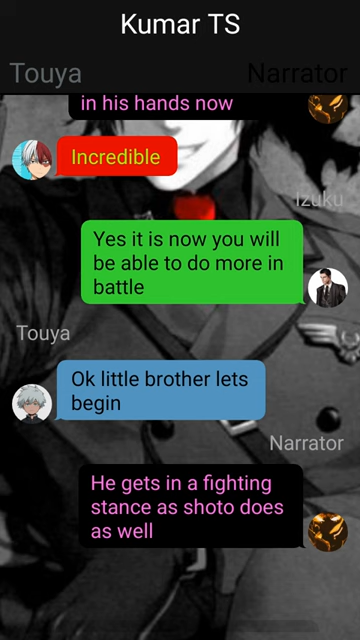 Kumar TS
Touya
Narrator
in his hands now
Incredible
Izuku
Yes it is now you will
be able to do more in
battle
Touya
Ok little brother lets
begin
Narrator
He gets in a fighting
stance as shoto does
as well